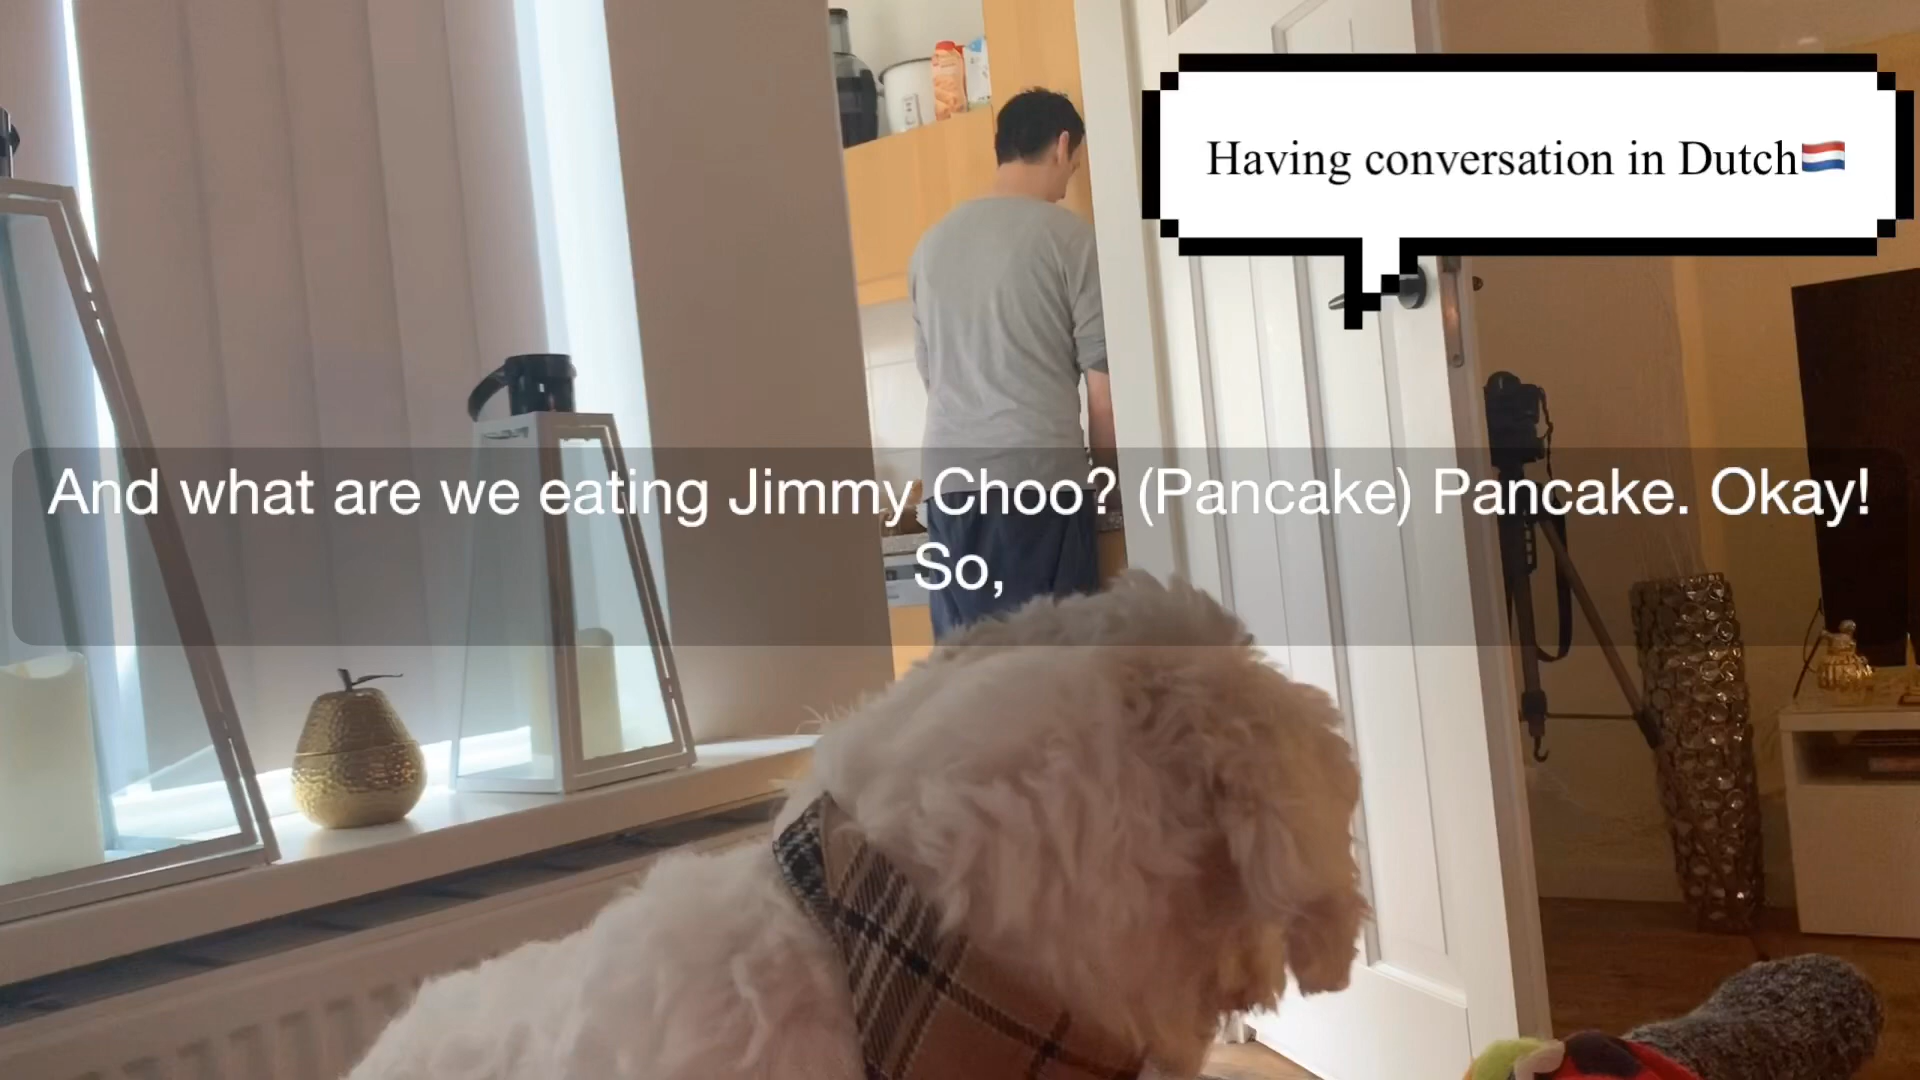 Having conversation in Dutch🇳🇱
And what are we eating Jimmy Choo? (Pancake) Pancake. Okay!
So,